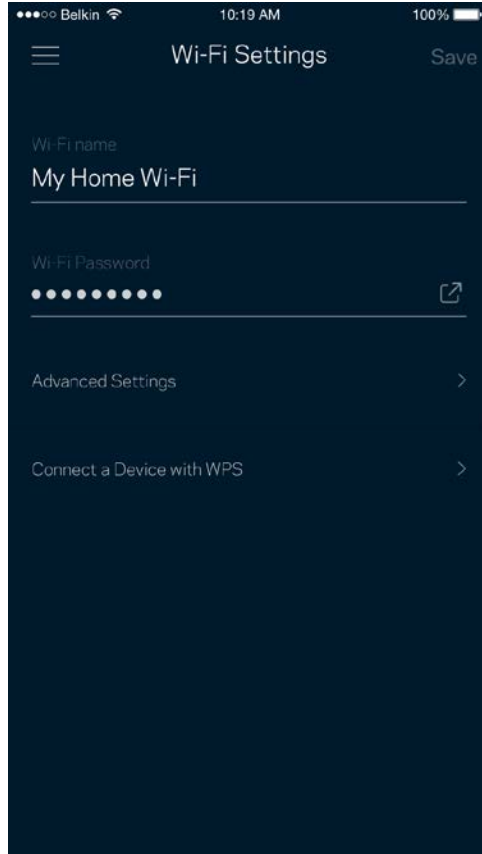 Belkin 10:19 AM 100%
Wi-Fi Settings Save
Wi-Fi name
My Home Wi-Fi
Wi-Fi Password
●●●●●●●●●
Advanced Settings
Connect a Device with WPS